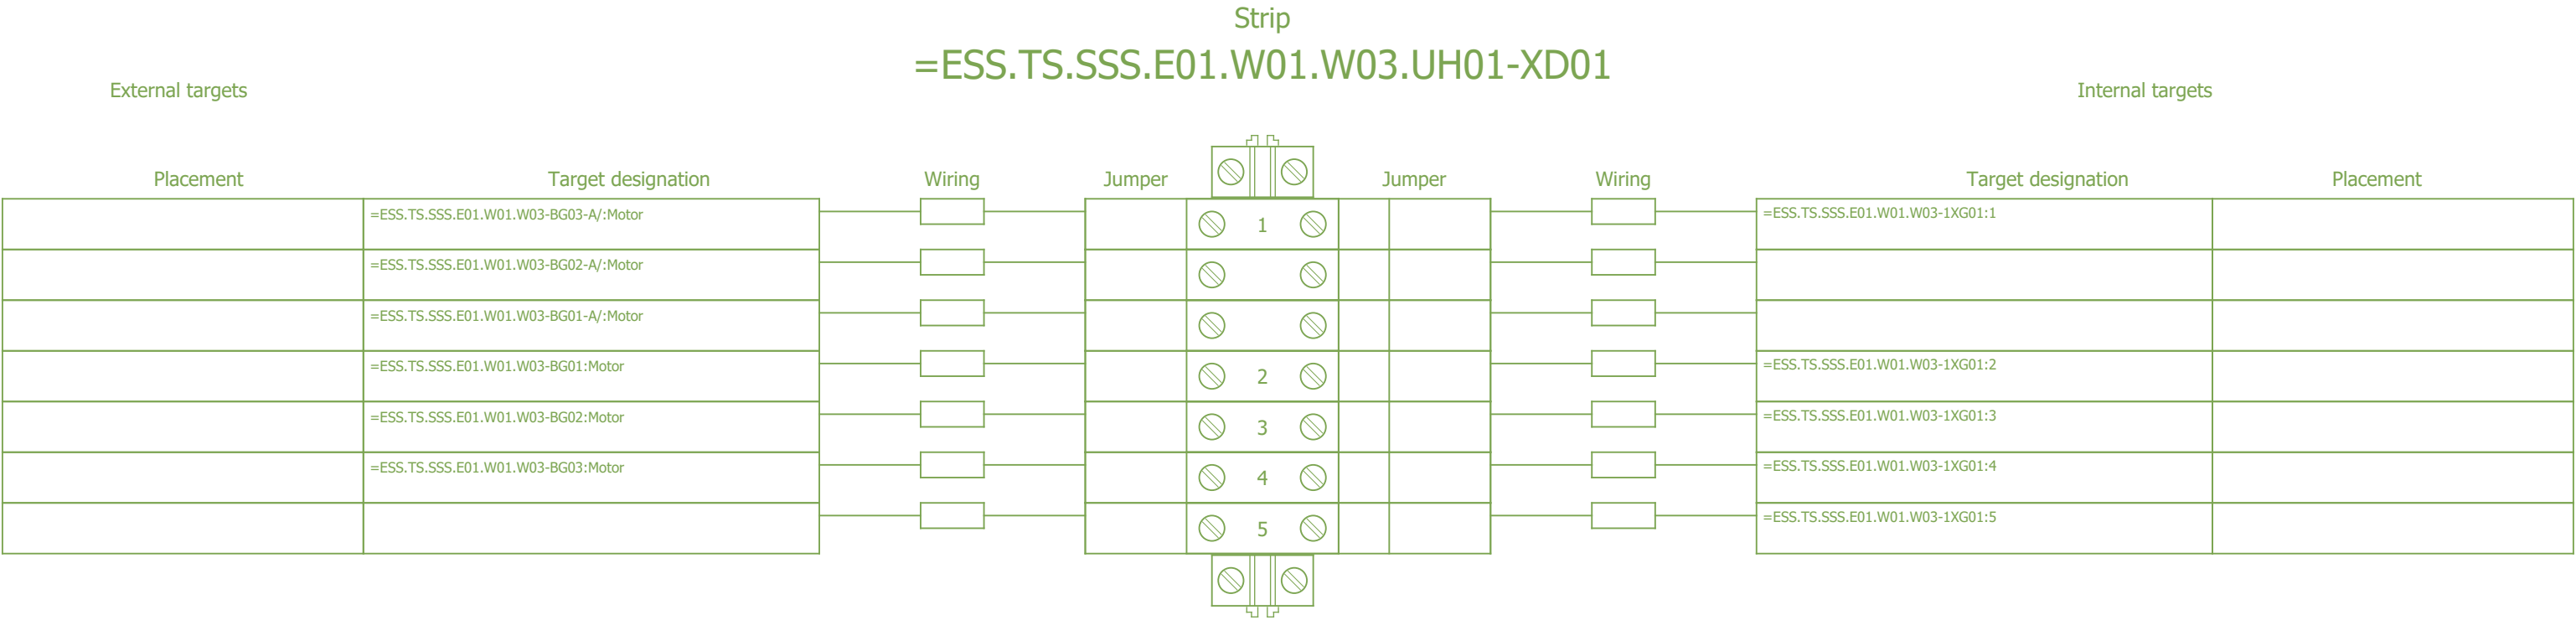 Strip
=ESS.TS.SSS.E01.W01.W03.UH01-XD01
External targets
Internal targets
Placement Target designation Wiring Jumper Jumper Wiring Target designation Placement
=ESS.TS.SSS.E01.W01.W03-BG03-A/:Motor 1 =ESS.TS.SSS.E01.W01.W03-1XG01:1
=ESS.TS.SSS.E01.W01.W03-BG02-A/:Motor
=ESS.TS.SSS.E01.W01.W03-BG01-A/:Motor
=ESS.TS.SSS.E01.W01.W03-BG01:Motor 2 =ESS.TS.SSS.E01.W01.W03-1XG01:2
=ESS.TS.SSS.E01.W01.W03-BG02:Motor 3 =ESS.TS.SSS.E01.W01.W03-1XG01:3
=ESS.TS.SSS.E01.W01.W03-BG03:Motor 4 =ESS.TS.SSS.E01.W01.W03-1XG01:4
5 =ESS.TS.SSS.E01.W01.W03-1XG01:5